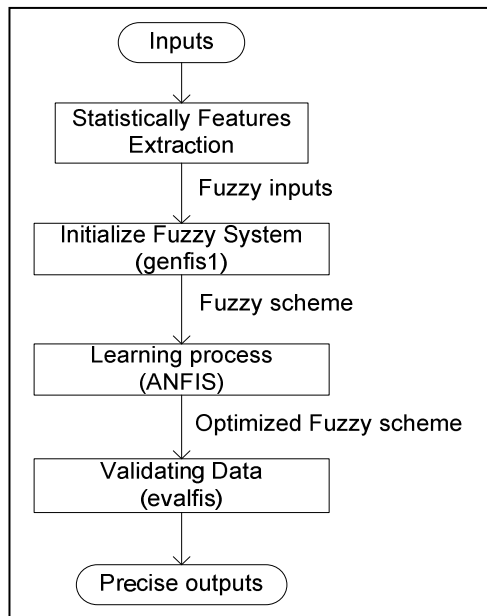 Inputs
Statistically Features
Extraction
Fuzzy inputs
Initialize Fuzzy System
(genfis1)
Fuzzy scheme
Learning process
(ANFIS)
Optimized Fuzzy scheme
Validating Data
(evalfis)
Precise outputs